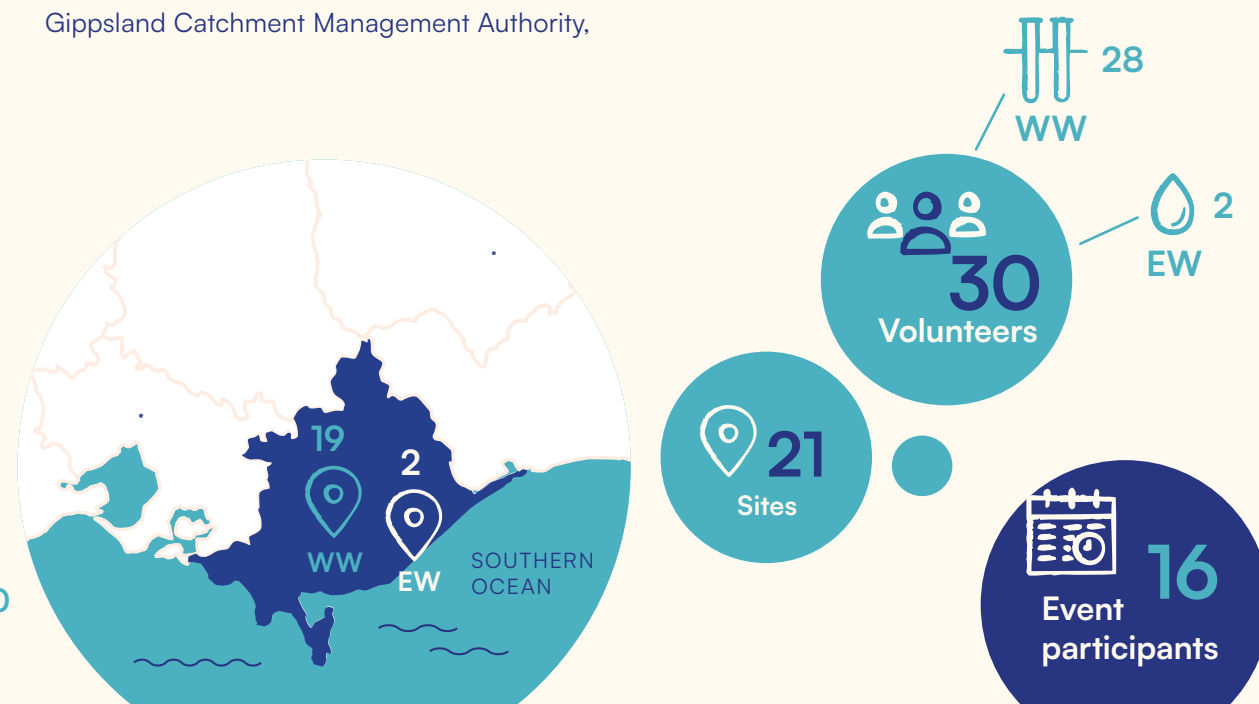 Gippsland Catchment Management Authority,
28
WW
2
EW
30
Volunteers
19
2
WW
EW
SOUTHERN
OCEAN
21
Sites
16
Event
participants